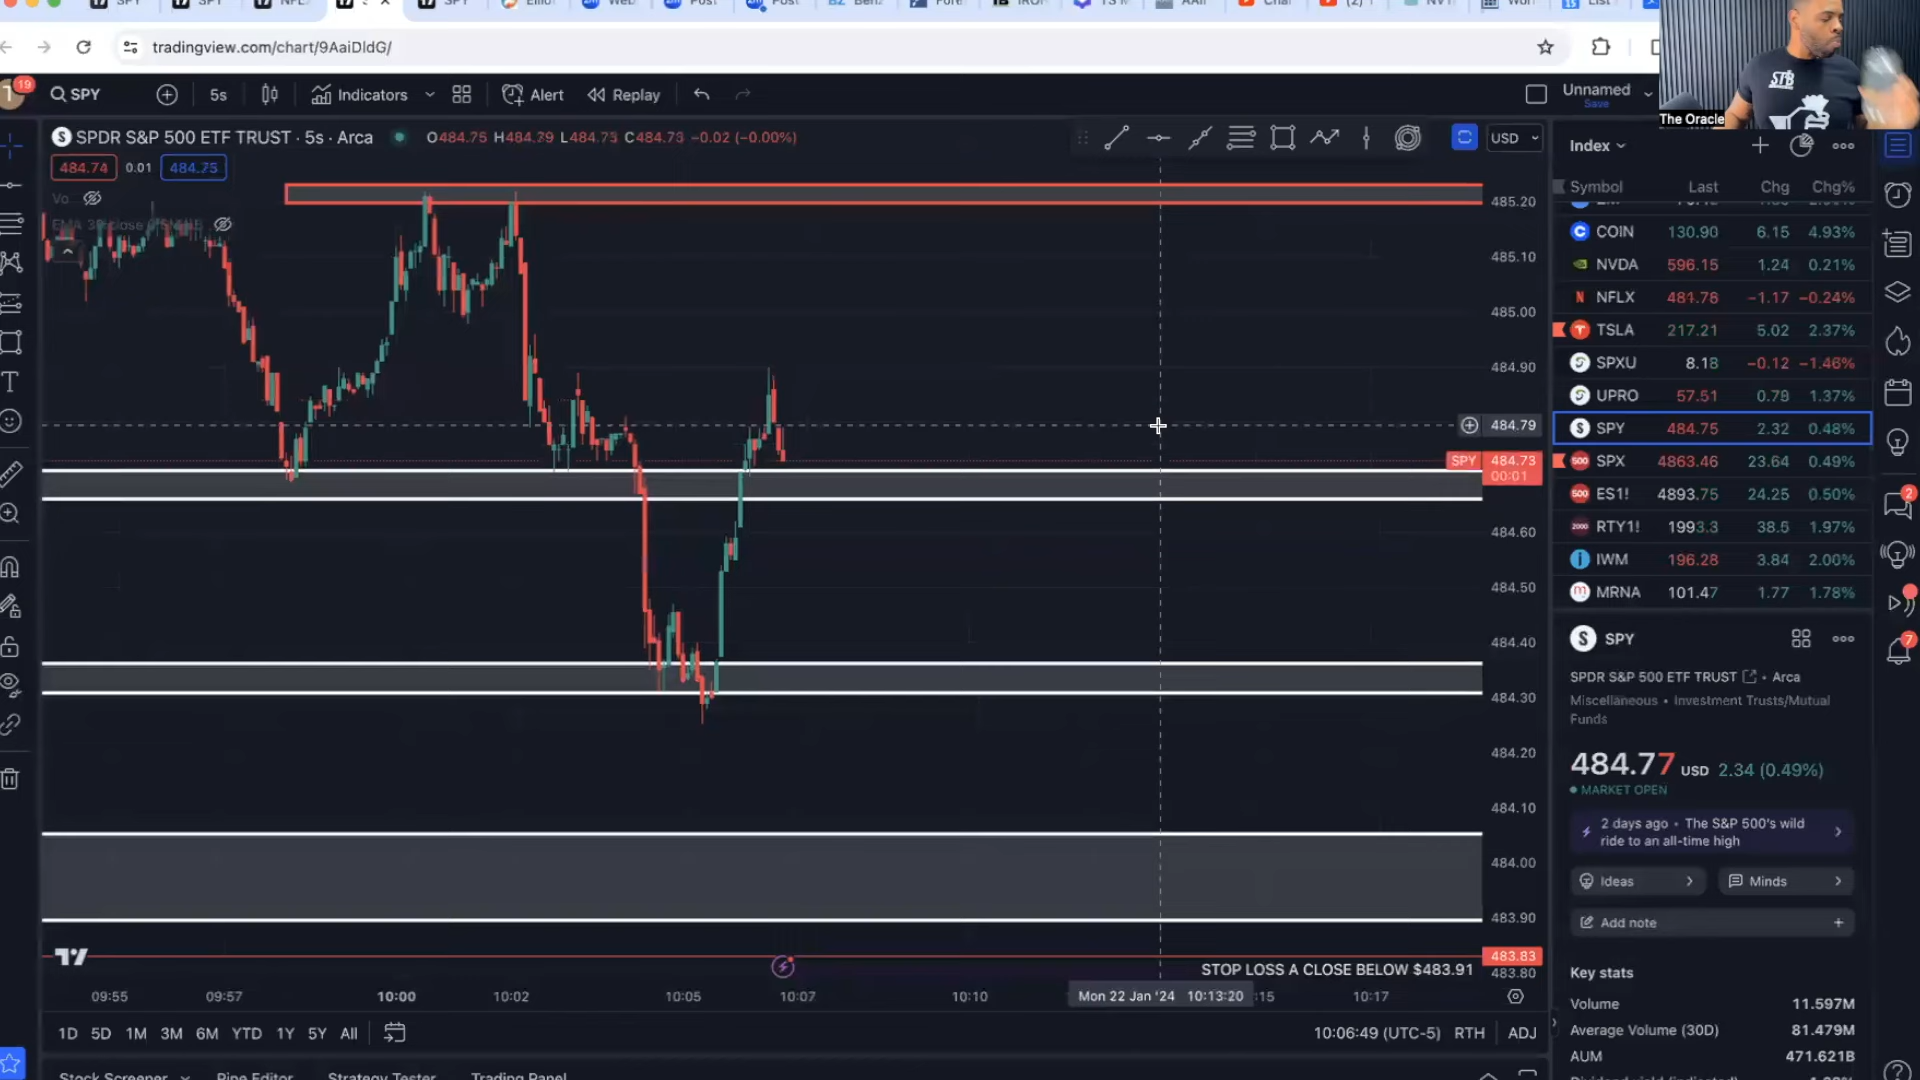 tradingview.com/chart/9AaiDldG/
19
SPY
5s
Indicators
Alert
Replay
Unnamed
Save
The Oracle
STB
SPDR S&P 500 ETF TRUST · 5s · Arca
O484.75 H484.79 L484.73 C484.73 −0.02 (−0.00%)
USD
484.74 0.01 484.75
485.20
485.10
485.00
484.90
484.79
SPY 484.73
00:01
484.60
484.50
484.40
484.30
484.20
484.10
484.00
483.90
483.83
483.80
STOP LOSS A CLOSE BELOW $483.91
09:55 09:57 10:00 10:02 10:05 10:07 10:10 Mon 22 Jan '24 10:13:20 :15 10:17
1D 5D 1M 3M 6M YTD 1Y 5Y All
10:06:49 (UTC-5) RTH ADJ
Stock Screener Pine Editor Strategy Tester Trading Panel
Index
Symbol Last Chg Chg%
COIN 130.90 6.15 4.93%
NVDA 596.15 1.24 0.21%
NFLX 481.78 −1.17 −0.24%
TSLA 217.21 5.02 2.37%
SPXU 8.18 −0.12 −1.46%
UPRO 57.51 0.79 1.37%
SPY 484.75 2.32 0.48%
SPX 4863.46 23.64 0.49%
ES1! 4893.75 24.25 0.50%
RTY1! 1993.3 38.5 1.97%
IWM 196.28 3.84 2.00%
MRNA 101.47 1.77 1.78%
SPY
SPDR S&P 500 ETF TRUST • Arca
Miscellaneous • Investment Trusts/Mutual
Funds
484.77 USD 2.34 (0.49%)
MARKET OPEN
2 days ago • The S&P 500's wild
ride to an all-time high
Ideas
Minds
Add note
Key stats
Volume 11.597M
Average Volume (30D) 81.479M
AUM 471.621B
2
7